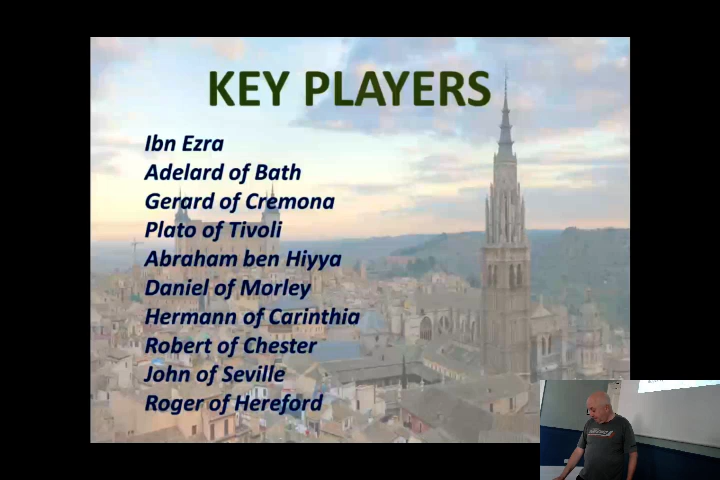 KEY PLAYERS
Ibn Ezra
Adelard of Bath
Gerard of Cremona
Plato of Tivoli
Abraham ben Hiyya
Daniel of Morley
Hermann of Carinthia
Robert of Chester
John of Seville
Roger of Hereford